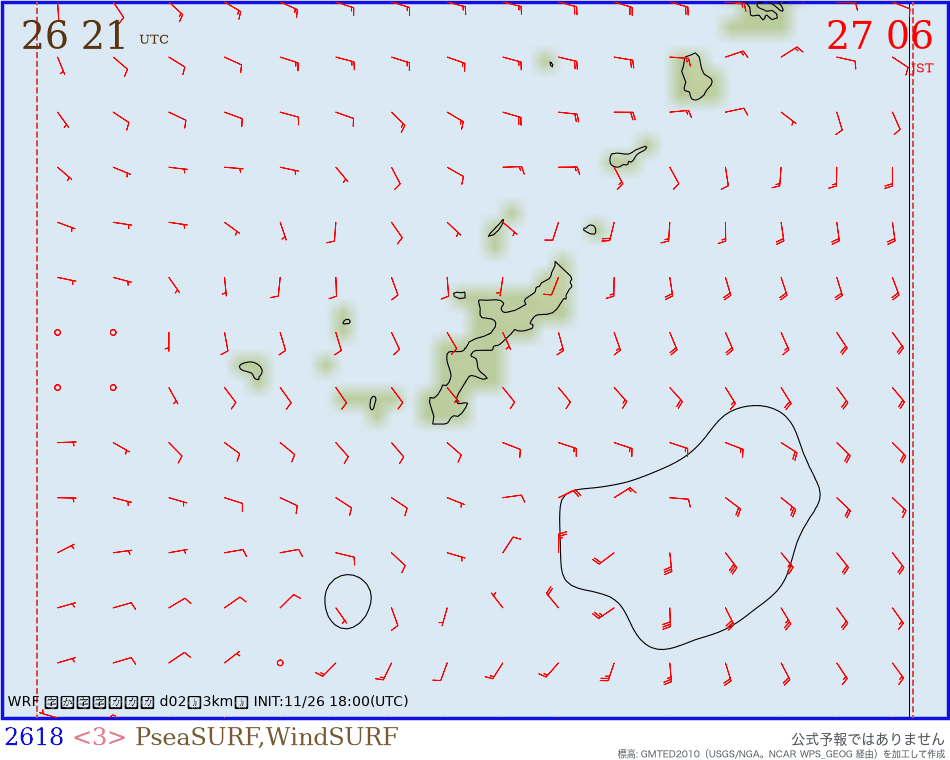 26 21 UTC
27 06
JST
WRF d02 3km INIT:11/26 18:00(UTC)
2618 <3> PseaSURF,WindSURF
公式予報ではありません
標高: GMTED2010（USGS/NGA。NCAR WPS_GEOG 経由）を加工して作成